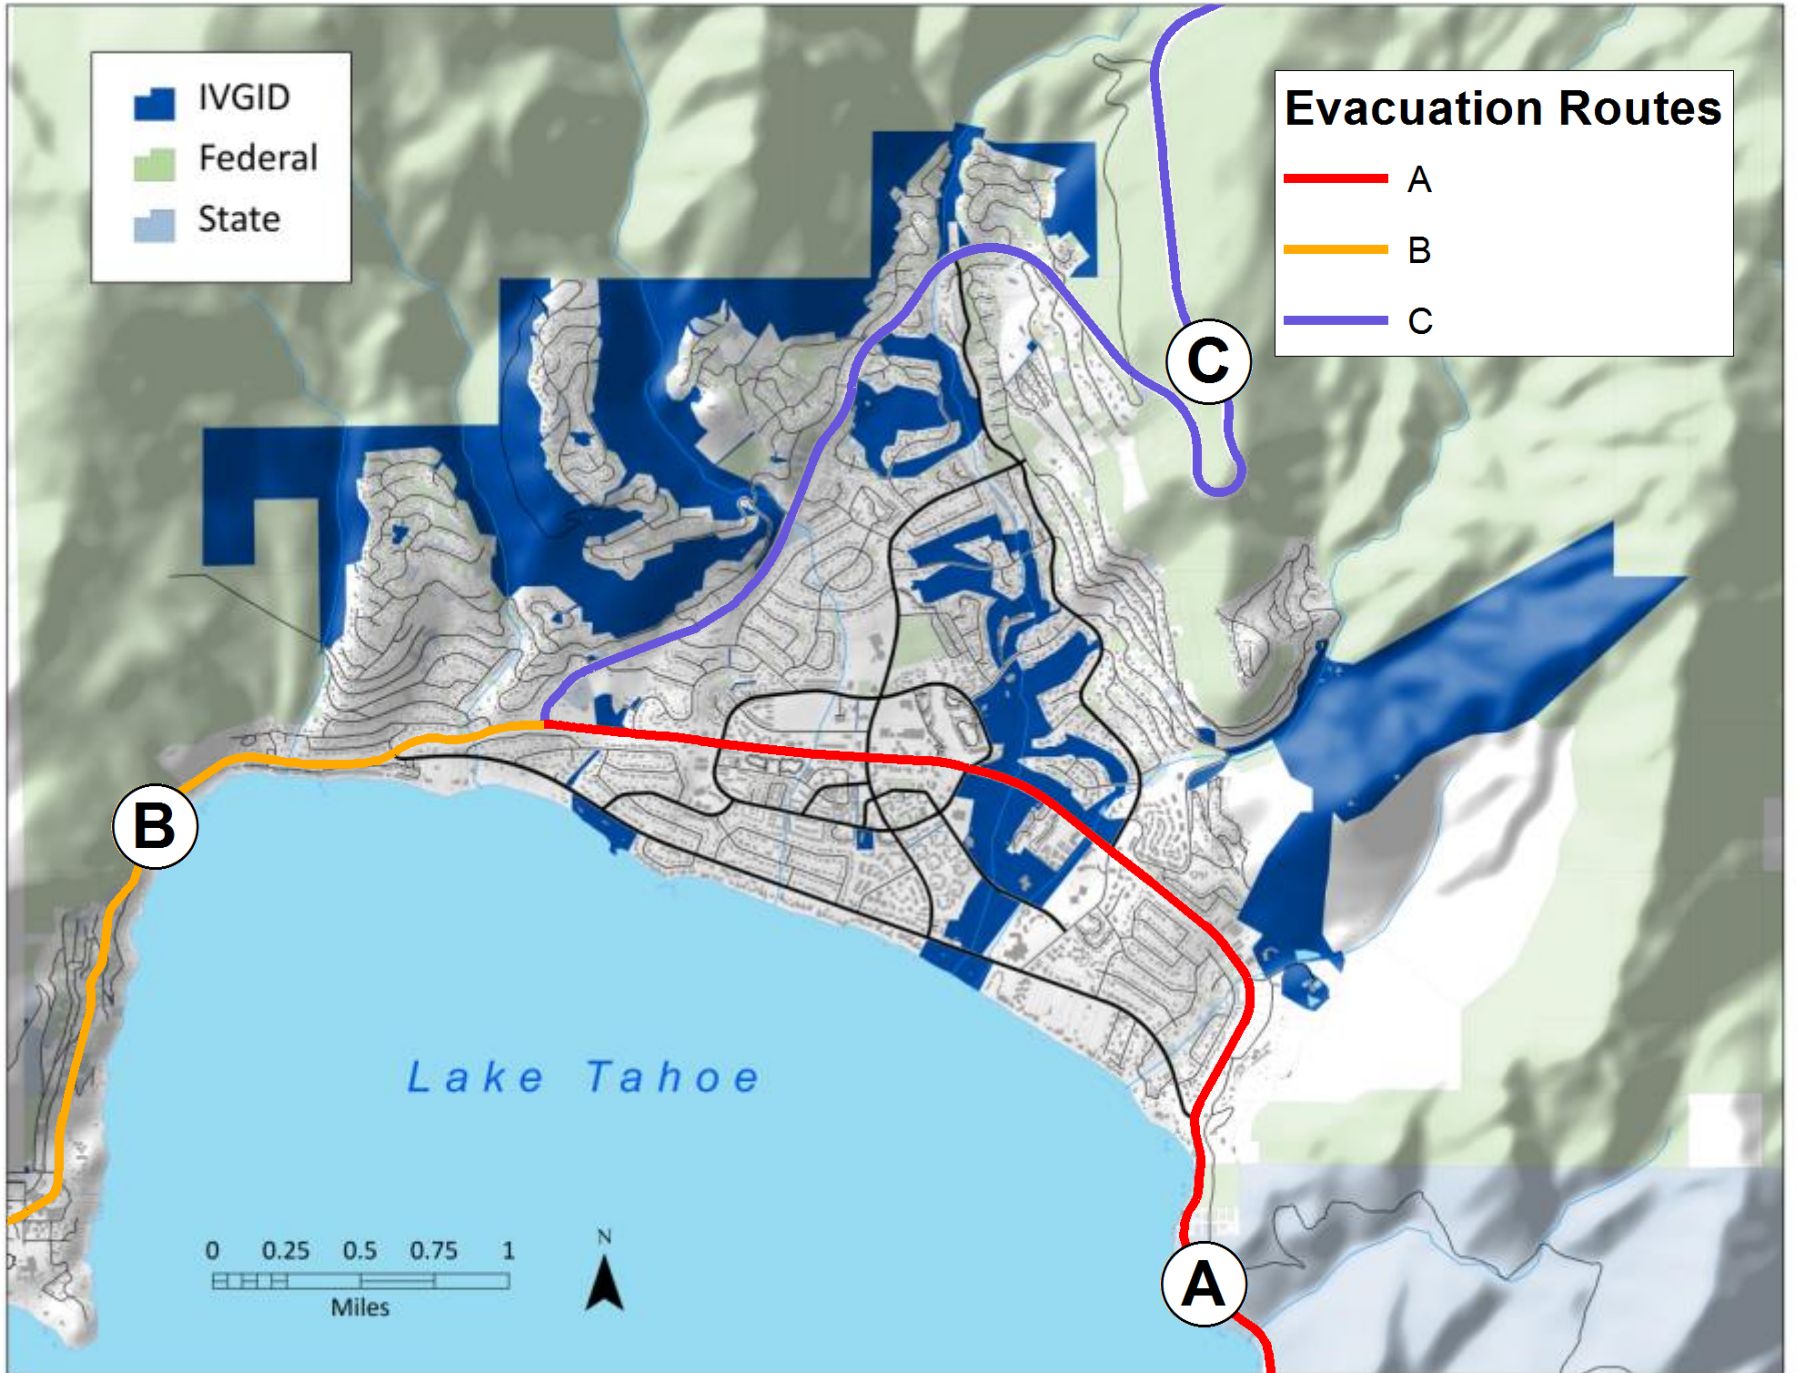 IVGID
Federal
State
Evacuation Routes
A
B
C
C
B
Lake Tahoe
A
N
0 0.25 0.5 0.75 1
Miles